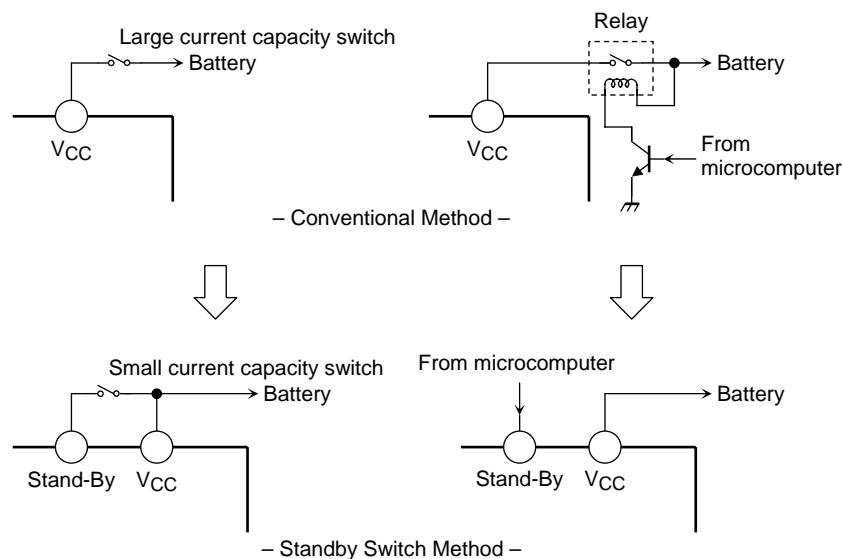 Relay
Large current capacity switch
Battery
Battery
VCC
VCC
From
microcomputer
– Conventional Method –
Small current capacity switch
Battery
From microcomputer
Battery
Stand-By
VCC
Stand-By
VCC
– Standby Switch Method –